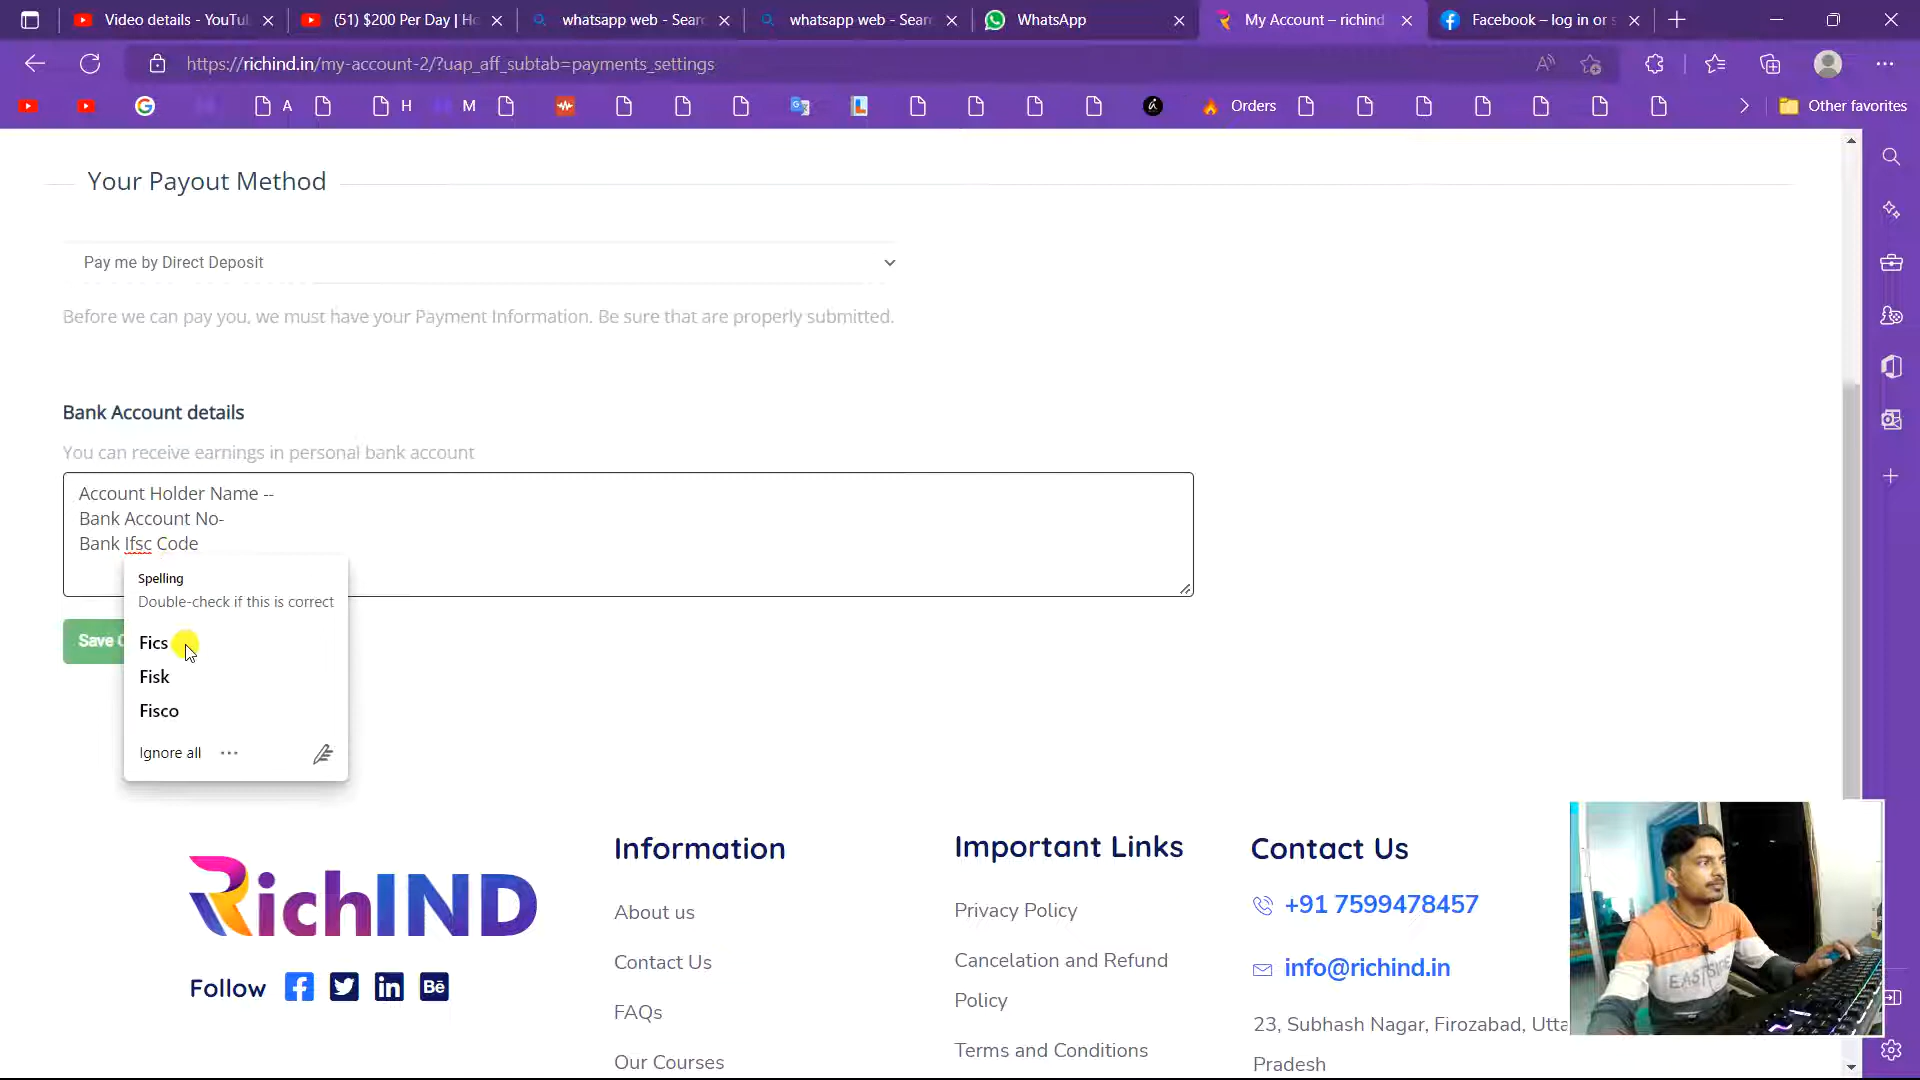 Video details - YouTu
(51) $200 Per Day | Ho
whatsapp web - Sear
whatsapp web - Sear
WhatsApp
My Account – richind
Facebook – log in or s
https://richind.in/my-account-2/?uap_aff_subtab=payments_settings
A
H
M
Orders
Other favorites
Your Payout Method
Pay me by Direct Deposit
Before we can pay you, we must have your Payment Information. Be sure that are properly submitted.
Bank Account details
You can receive earnings in personal bank account
Account Holder Name --
Bank Account No-
Bank Ifsc Code
Spelling
Double-check if this is correct
Save C
Fics
Fisk
Fisco
Ignore all
RichIND
Follow
Information
About us
Contact Us
FAQs
Our Courses
Important Links
Privacy Policy
Cancelation and Refund
Policy
Terms and Conditions
Contact Us
+91 7599478457
info@richind.in
23, Subhash Nagar, Firozabad, Utta
Pradesh
EASTSIDE